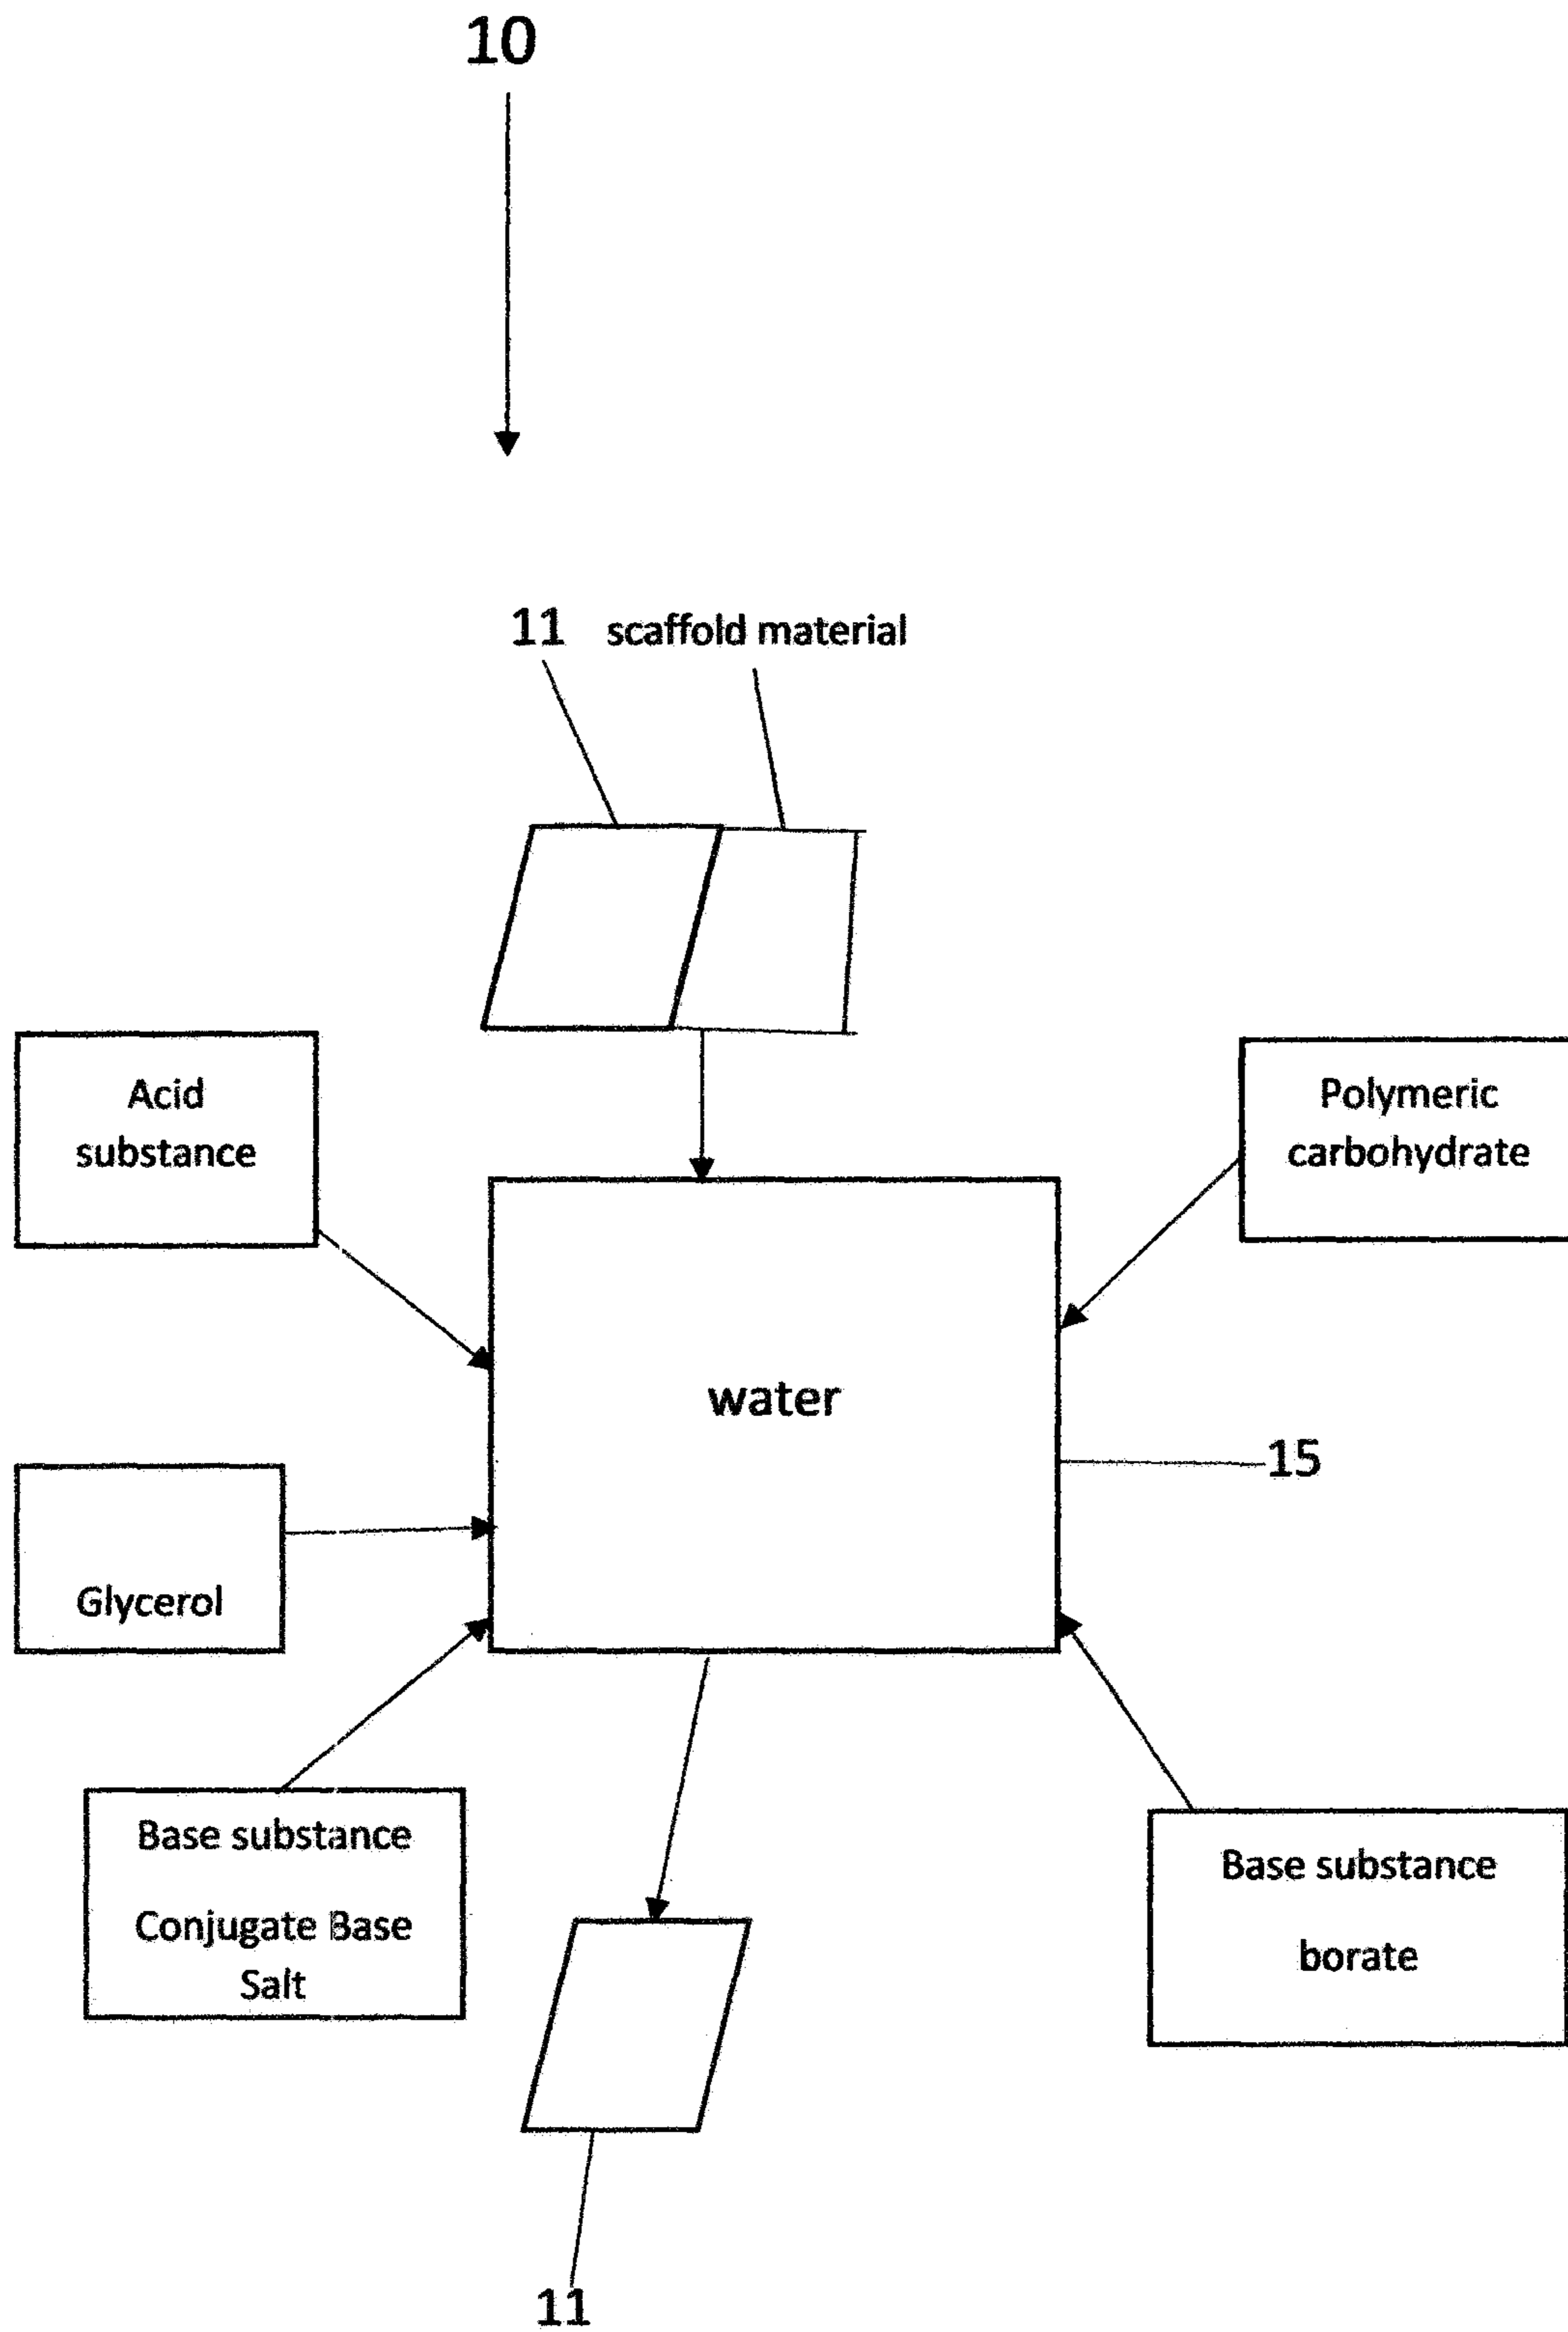 10
11 scaffold material
Acid
substance
Polymeric
carbohydrate
water
15
Glycerol
Base substance
Conjugate Base
Salt
Base substance
borate
11